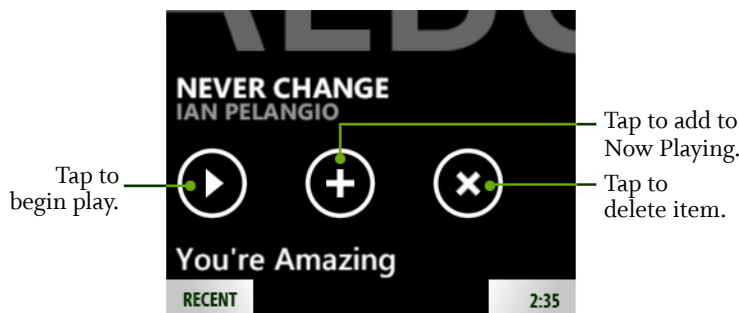 NEVER CHANGE
IAN PELANGIO
Tap to
begin play.
Tap to add to
Now Playing.
Tap to
delete item.
You're Amazing
RECENT
2:35